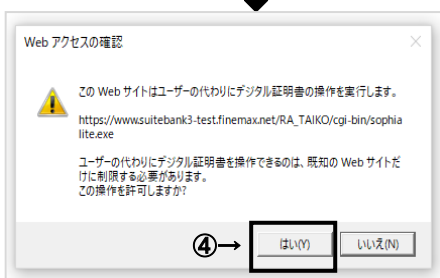 Web アクセスの確認
この Web サイトはユーザーの代わりにデジタル証明書の操作を実行します。
https://www.suitebank3-test.finemax.net/RA_TAIKO/cgi-bin/sophia
lite.exe
ユーザーの代わりにデジタル証明書を操作できるのは、既知の Web サイトだ
けに制限する必要があります。
この操作を許可しますか?
④→ はい(Y) いいえ(N)